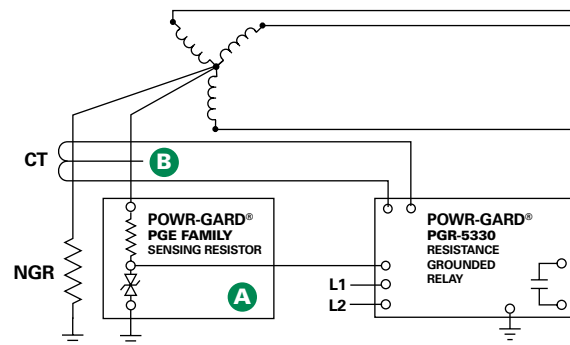 CT
B
POWR-GARD®
PGE FAMILY
SENSING RESISTOR
A
NGR
POWR-GARD®
PGR-5330
RESISTANCE
GROUNDED
RELAY
L1
L2